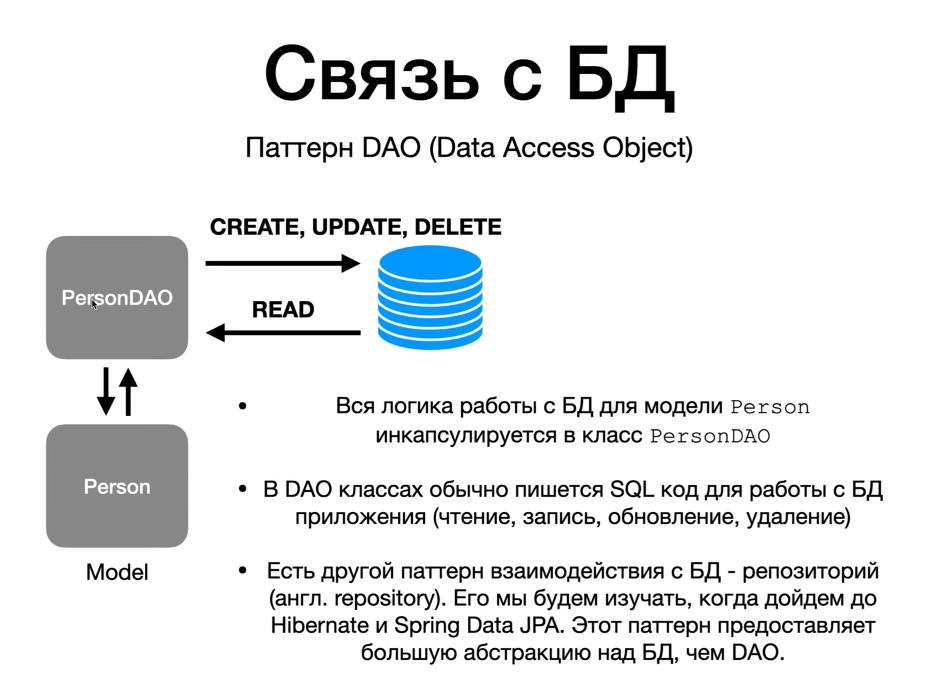 Связь с БД
Паттерн DAO (Data Access Object)
CREATE, UPDATE, DELETE
PersonDAO
READ
Person
Model
• Вся логика работы с БД для модели Person
инкапсулируется в класс PersonDAO
• В DAO классах обычно пишется SQL код для работы с БД
приложения (чтение, запись, обновление, удаление)
• Есть другой паттерн взаимодействия с БД - репозиторий
(англ. repository). Его мы будем изучать, когда дойдем до
Hibernate и Spring Data JPA. Этот паттерн предоставляет
большую абстракцию над БД, чем DAO.